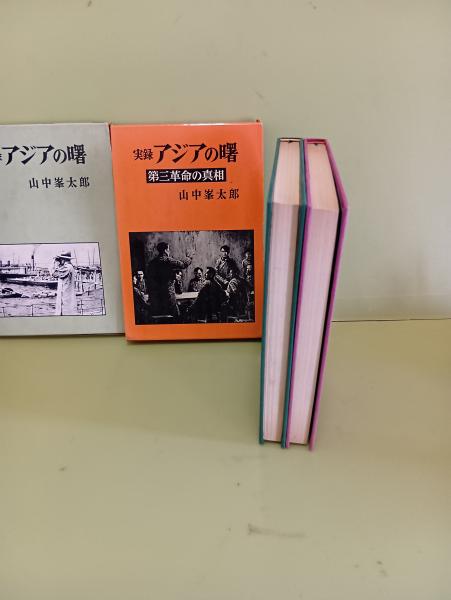 アジアの曙
山中峯太郎
実録 アジアの曙
第三革命の真相
山中峯太郎